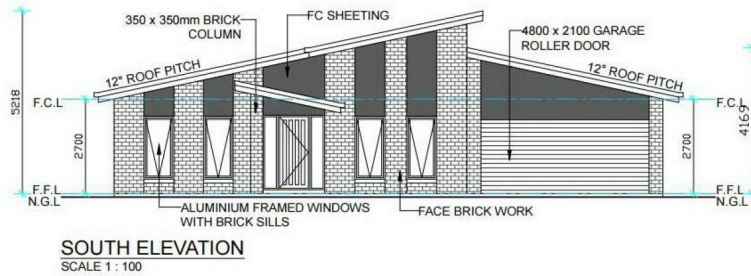 350 x 350mm BRICK
COLUMN
FC SHEETING
4800 x 2100 GARAGE
ROLLER DOOR
12° ROOF PITCH
12° ROOF PITCH
5218
F.C.L
F.C.L
4169
2700
2700
F.F.L
N.G.L
F.F.L
N.G.L
ALUMINIUM FRAMED WINDOWS
WITH BRICK SILLS
FACE BRICK WORK
SOUTH ELEVATION
SCALE 1 : 100